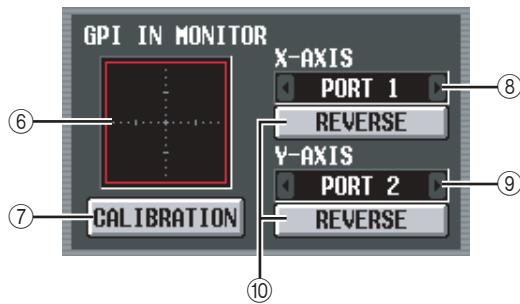 GPI IN MONITOR
X-AXIS
⑥
◀ PORT 1 ▶
⑧
REVERSE
Y-AXIS
◀ PORT 2 ▶
⑨
⑦
CALIBRATION
REVERSE
⑩